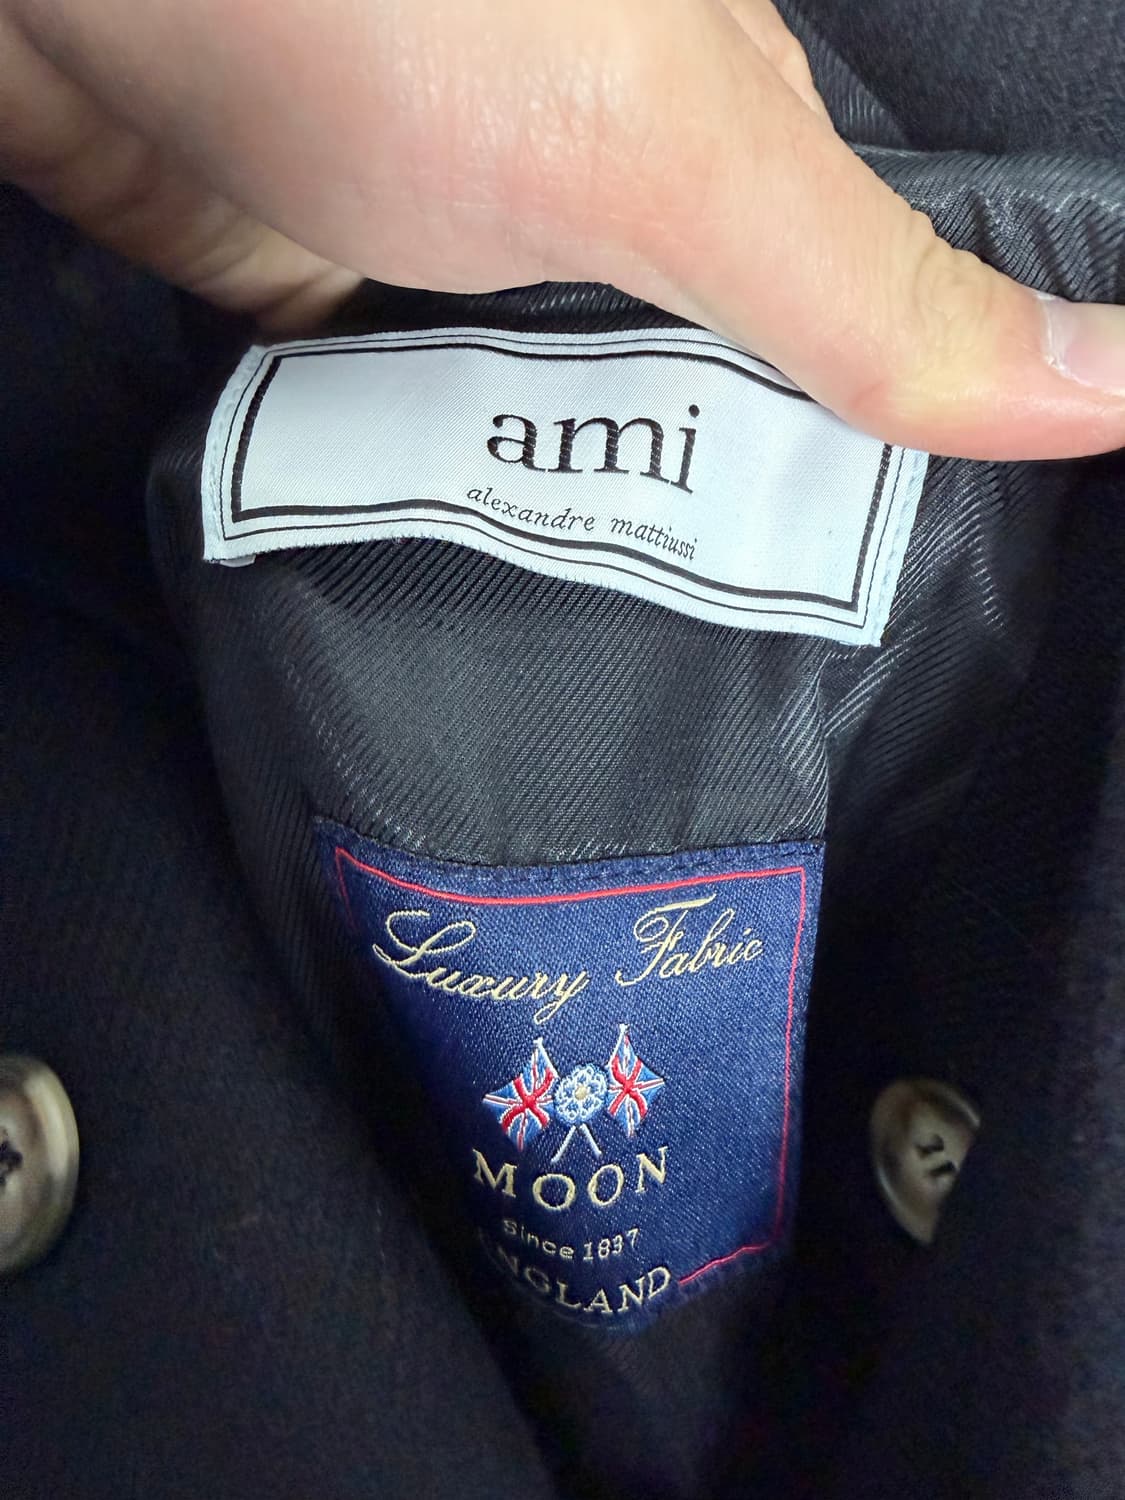 ami
alexandre mattiussi
Luxury Fabric
MOON
Since 1837
ENGLAND